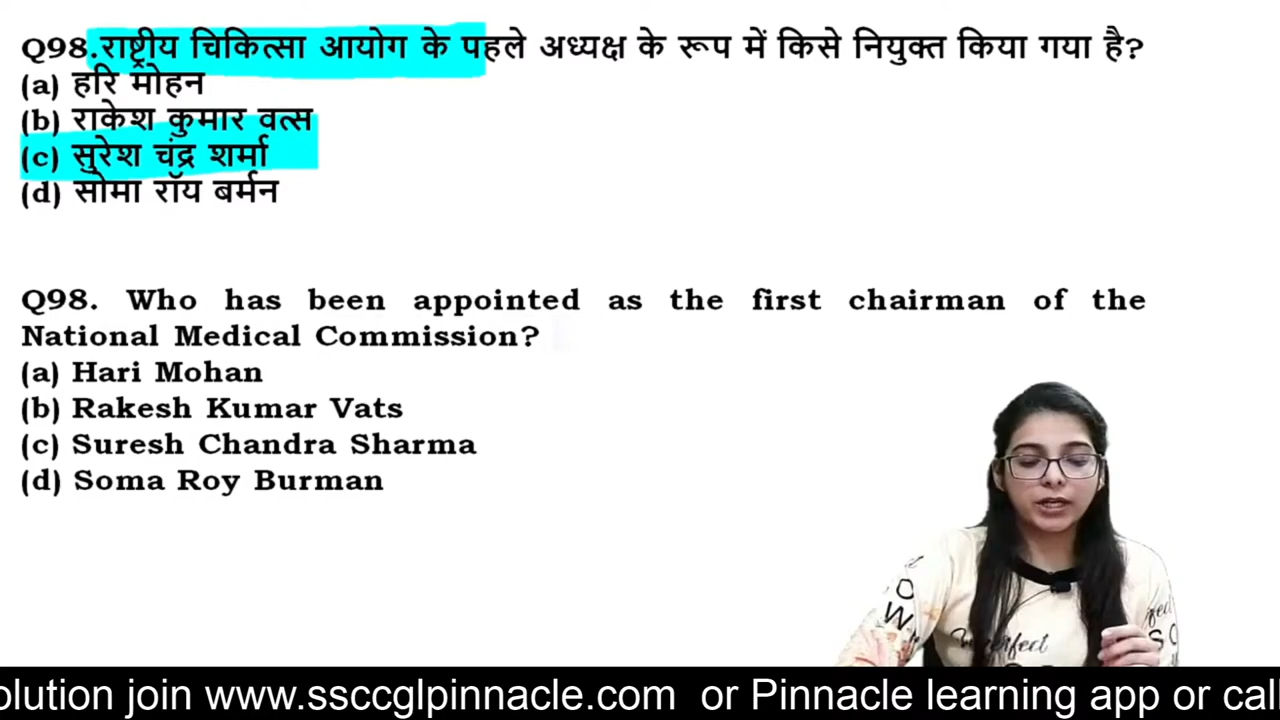 Q98.राष्ट्रीय चिकित्सा आयोग के पहले अध्यक्ष के रूप में किसे नियुक्त किया गया है?
(a) हरि मोहन
(b) राकेश कुमार वत्स
(c) सुरेश चंद्र शर्मा
(d) सोमा रॉय बर्मन
Q98. Who has been appointed as the first chairman of the
National Medical Commission?
(a) Hari Mohan
(b) Rakesh Kumar Vats
(c) Suresh Chandra Sharma
(d) Soma Roy Burman
olution join www.ssccglpinnacle.com or Pinnacle learning app or call